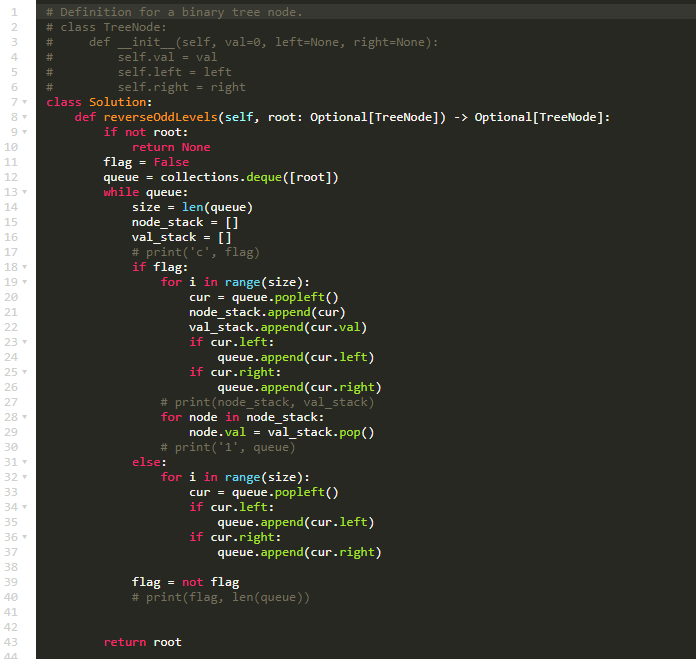 1 # Definition for a binary tree node.
2 # class TreeNode:
3 #     def __init__(self, val=0, left=None, right=None):
4 #         self.val = val
5 #         self.left = left
6 #         self.right = right
7 class Solution:
8     def reverseOddLevels(self, root: Optional[TreeNode]) -> Optional[TreeNode]:
9         if not root:
10             return None
11         flag = False
12         queue = collections.deque([root])
13         while queue:
14             size = len(queue)
15             node_stack = []
16             val_stack = []
17             # print('c', flag)
18             if flag:
19                 for i in range(size):
20                     cur = queue.popleft()
21                     node_stack.append(cur)
22                     val_stack.append(cur.val)
23                     if cur.left:
24                         queue.append(cur.left)
25                     if cur.right:
26                         queue.append(cur.right)
27                 # print(node_stack, val_stack)
28                 for node in node_stack:
29                     node.val = val_stack.pop()
30                 # print('1', queue)
31             else:
32                 for i in range(size):
33                     cur = queue.popleft()
34                     if cur.left:
35                         queue.append(cur.left)
36                     if cur.right:
37                         queue.append(cur.right)
38
39             flag = not flag
40             # print(flag, len(queue))
41
42
43         return root
44